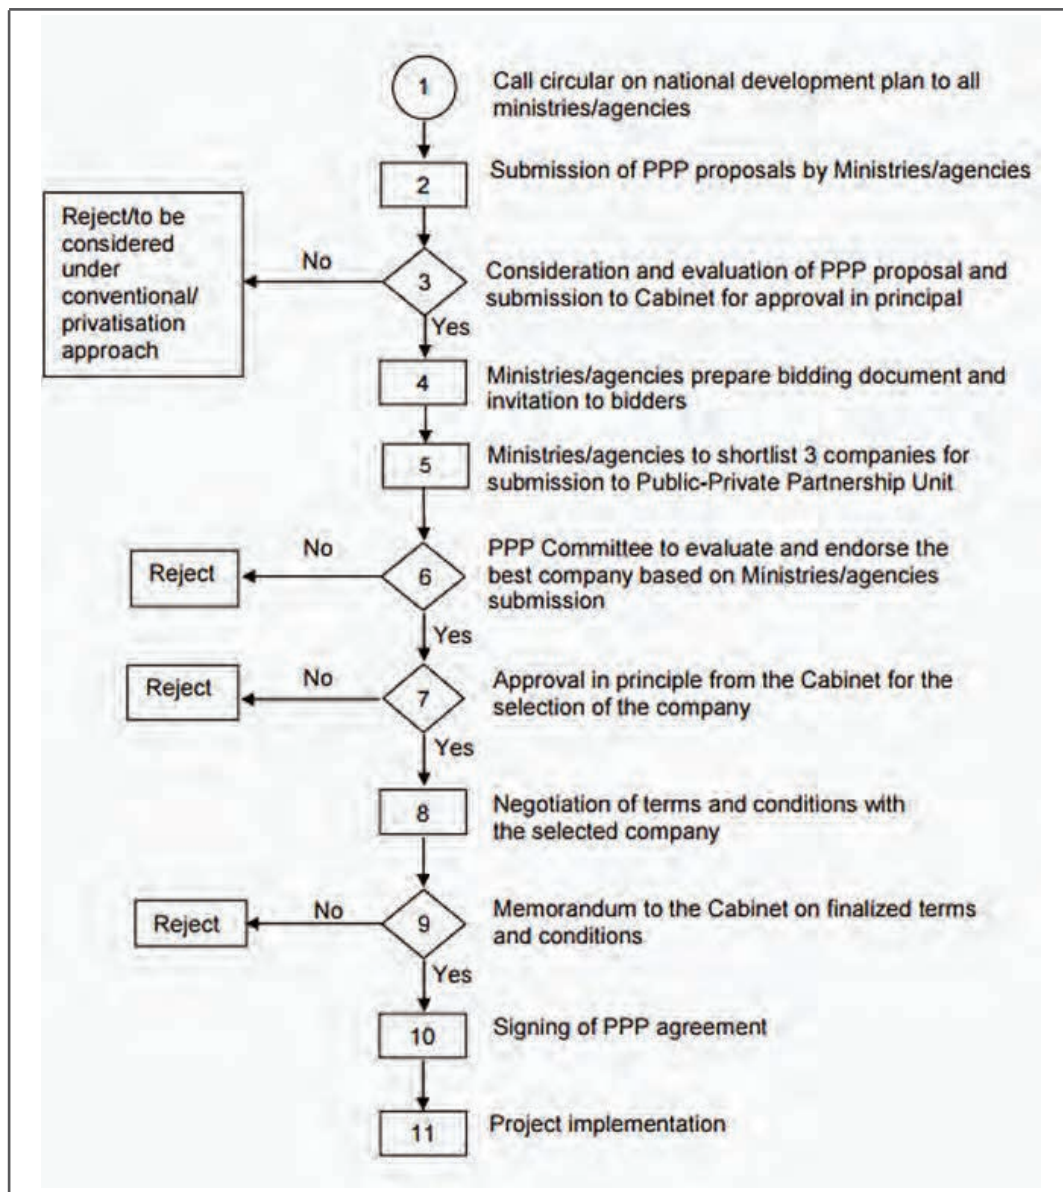 1
Call circular on national development plan to all
ministries/agencies
2
Submission of PPP proposals by Ministries/agencies
Reject/to be
considered
under
conventional/
privatisation
approach
No
3
Consideration and evaluation of PPP proposal and
submission to Cabinet for approval in principal
Yes
4
Ministries/agencies prepare bidding document and
invitation to bidders
5
Ministries/agencies to shortlist 3 companies for
submission to Public-Private Partnership Unit
Reject
No
6
PPP Committee to evaluate and endorse the
best company based on Ministries/agencies
submission
Yes
Reject
No
7
Approval in principle from the Cabinet for the
selection of the company
Yes
8
Negotiation of terms and conditions with
the selected company
Reject
No
9
Memorandum to the Cabinet on finalized terms
and conditions
Yes
10
Signing of PPP agreement
11
Project implementation